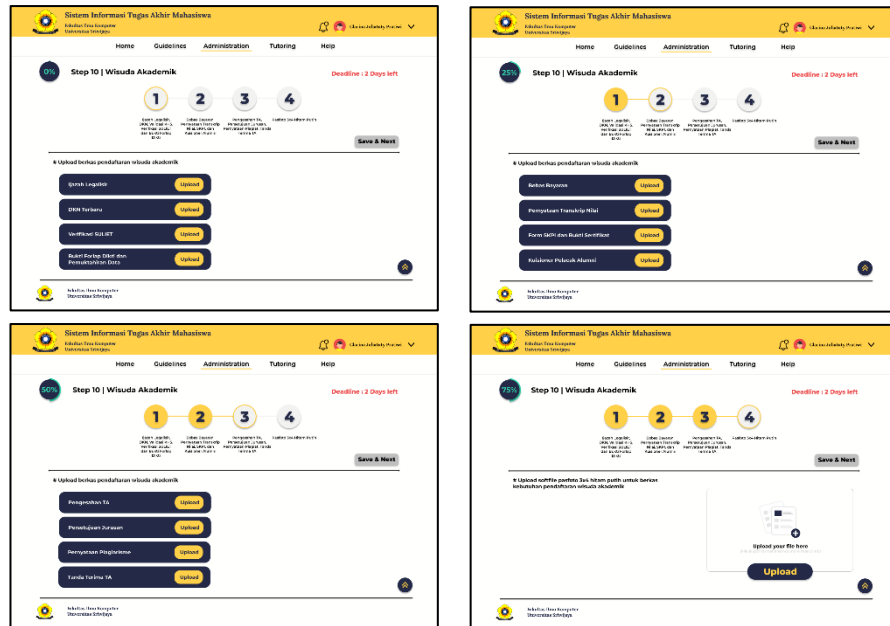 Sistem Informasi Tugas Akhir Mahasiswa
Fakultas Ilmu Komputer
Universitas Sriwijaya
Home Guidelines Administration Tutoring Help
0% Step 10 | Wisuda Akademik
Deadline : 2 Days left
1 2 3 4
Save & Next
# Upload berkas pendaftaran wisuda akademik
Ijazah Legalisir Upload
DKN Terbaru Upload
Verifikasi SULIET Upload
Bukti Forlap Dikti dan
Pemuktahiran Data Upload
Fakultas Ilmu Komputer
Universitas Sriwijaya
Sistem Informasi Tugas Akhir Mahasiswa
Fakultas Ilmu Komputer
Universitas Sriwijaya
Home Guidelines Administration Tutoring Help
25% Step 10 | Wisuda Akademik
Deadline : 2 Days left
1 2 3 4
Save & Next
# Upload berkas pendaftaran wisuda akademik
Bebas Bayaran Upload
Pernyataan Transkrip Nilai Upload
Form SKPI dan Bukti Sertifikat Upload
Kuisioner Pelacak Alumni Upload
Fakultas Ilmu Komputer
Universitas Sriwijaya
Sistem Informasi Tugas Akhir Mahasiswa
Fakultas Ilmu Komputer
Universitas Sriwijaya
Home Guidelines Administration Tutoring Help
50% Step 10 | Wisuda Akademik
Deadline : 2 Days left
1 2 3 4
Save & Next
# Upload berkas pendaftaran wisuda akademik
Pengesahan TA Upload
Persetujuan Jurusan Upload
Pernyataan Plagiarisme Upload
Tanda Terima TA Upload
Fakultas Ilmu Komputer
Universitas Sriwijaya
Sistem Informasi Tugas Akhir Mahasiswa
Fakultas Ilmu Komputer
Universitas Sriwijaya
Home Guidelines Administration Tutoring Help
75% Step 10 | Wisuda Akademik
Deadline : 2 Days left
1 2 3 4
Save & Next
# Upload softfile pasfoto 3x4 hitam putih untuk berkas
kebutuhan pendaftaran wisuda akademik
Upload your file here
Upload
Fakultas Ilmu Komputer
Universitas Sriwijaya